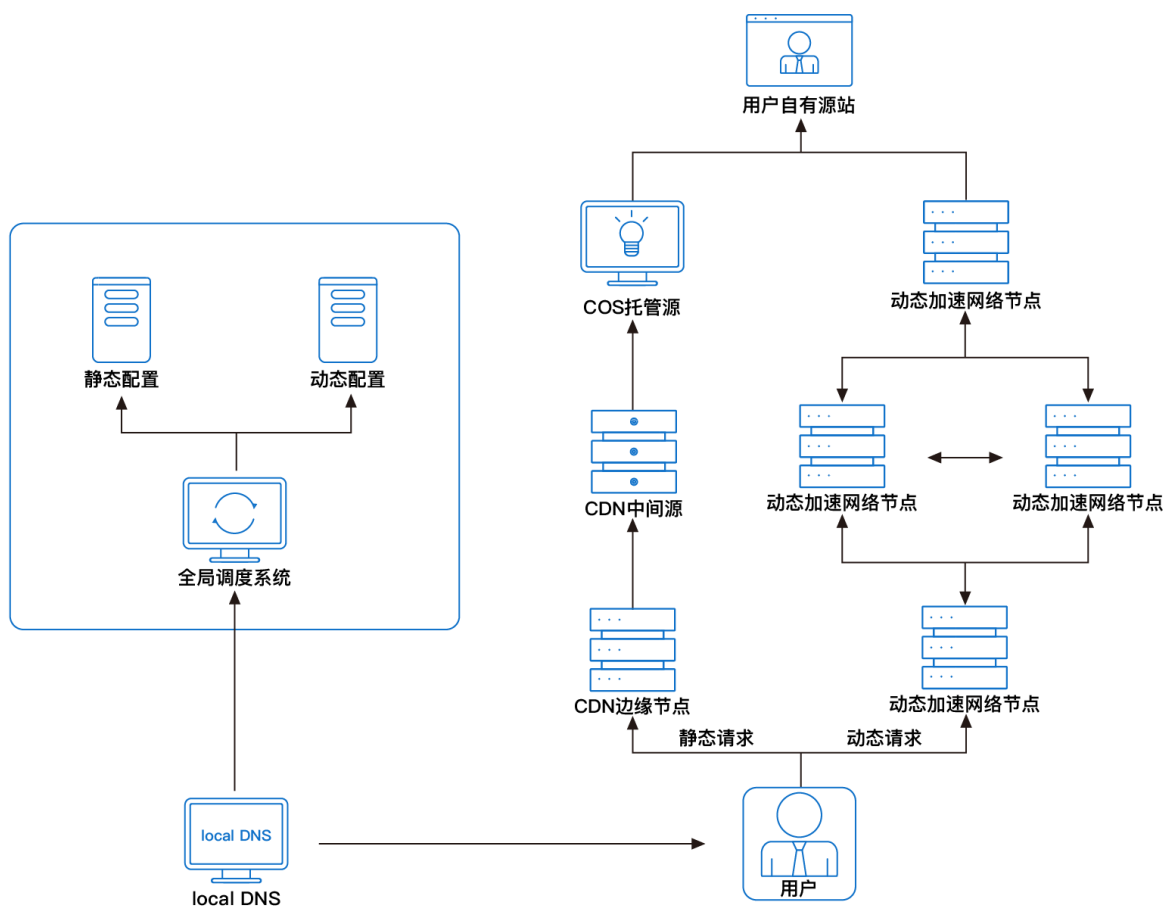 用户自有源站
COS托管源
动态加速网络节点
静态配置
动态配置
动态加速网络节点
动态加速网络节点
CDN中间源
全局调度系统
CDN边缘节点
动态加速网络节点
静态请求
动态请求
local DNS
local DNS
用户